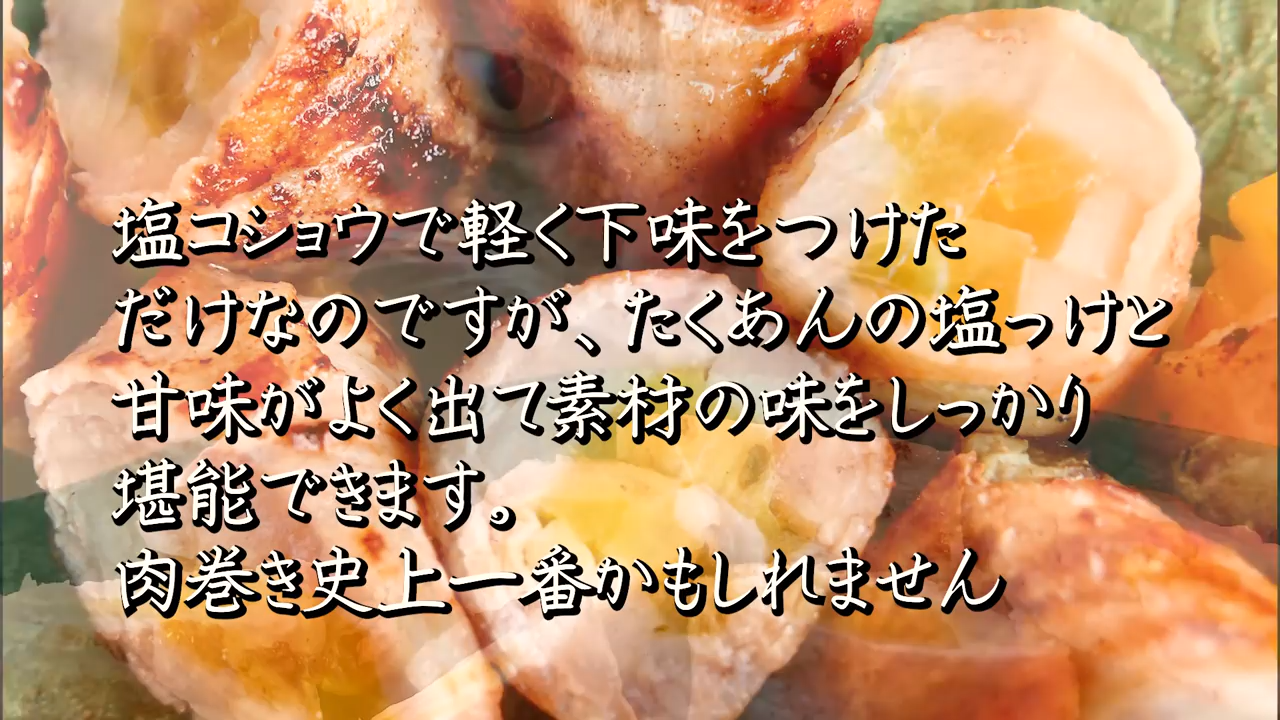 塩コショウで軽く下味をつけた
だけなのですが、たくあんの塩っけと
甘味がよく出て素材の味をしっかり
堪能できます。
肉巻き史上一番かもしれません